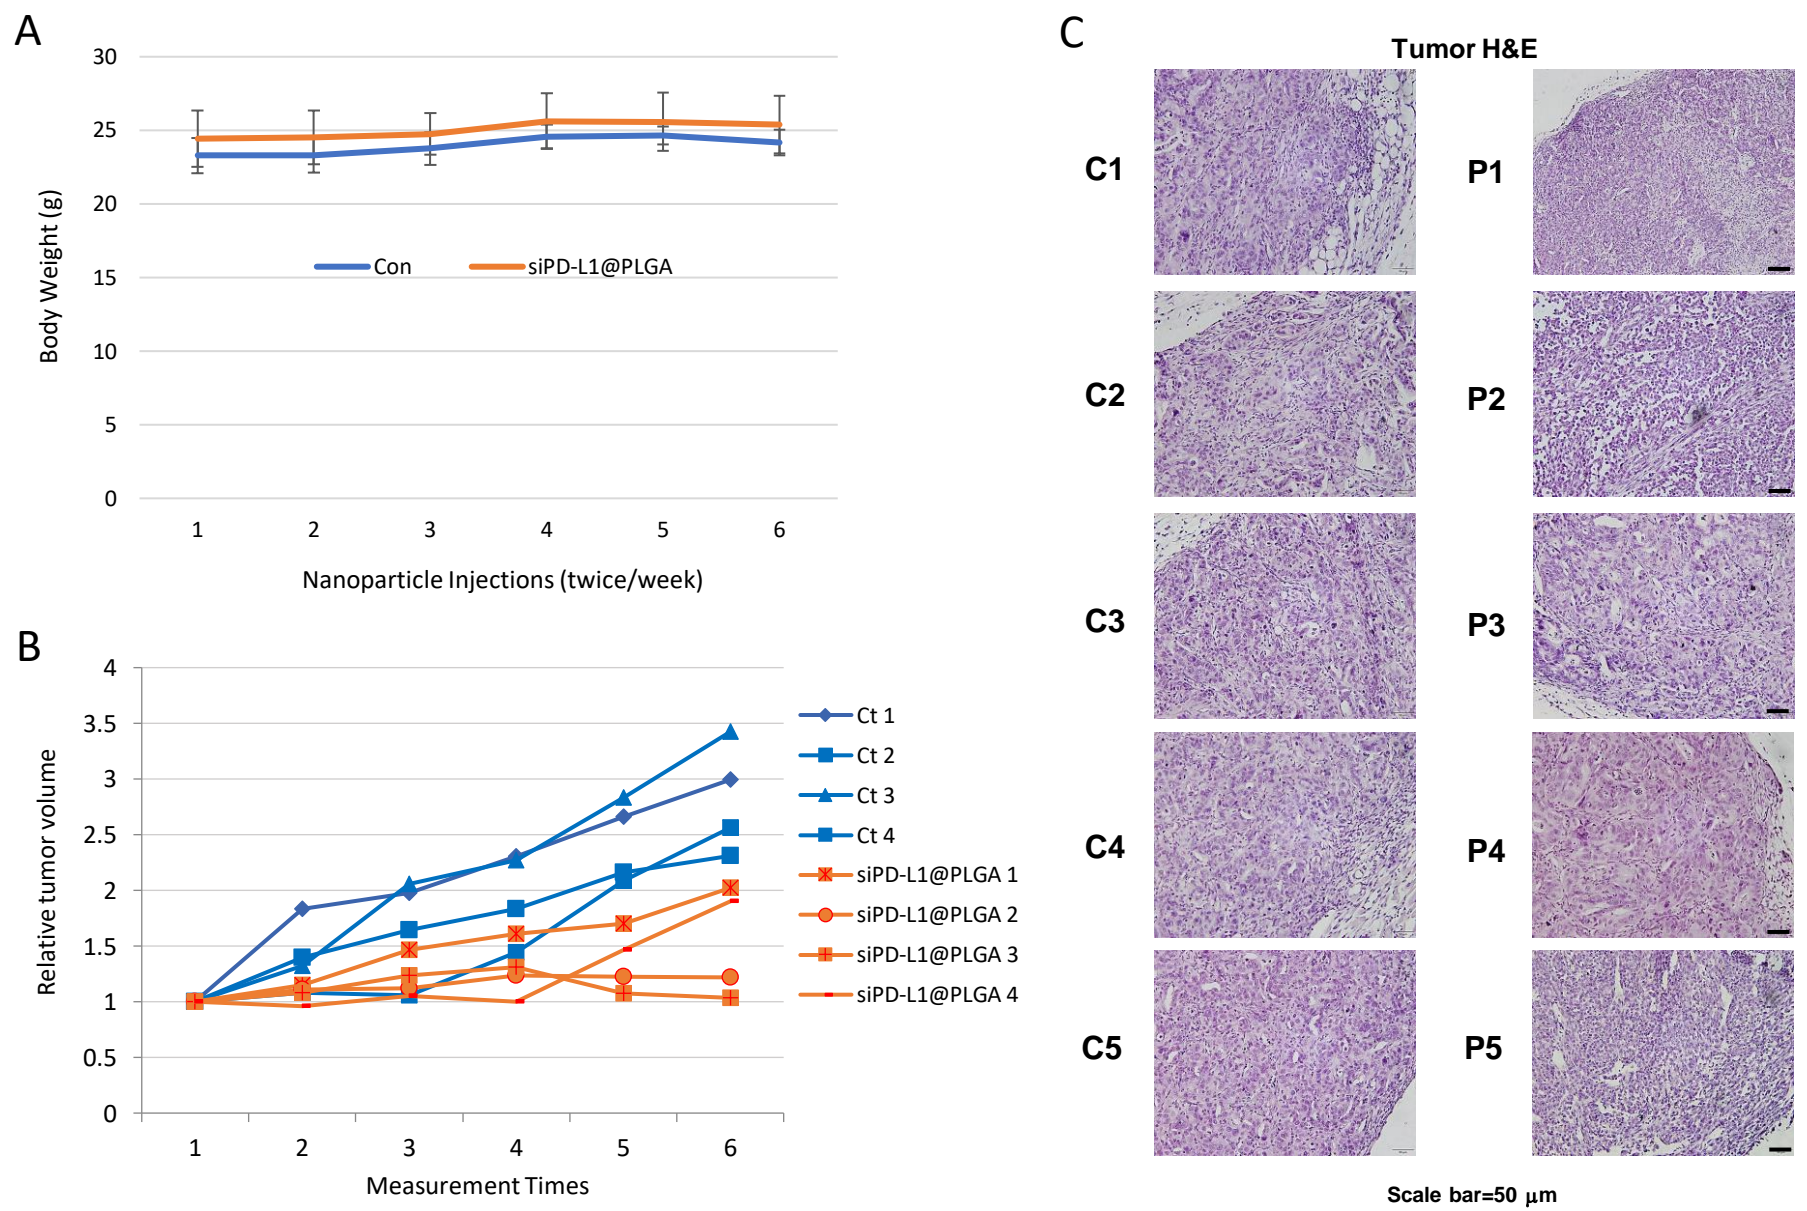 A
30
25
20
15
10
5
0
Body Weight (g)
Con
siPD-L1@PLGA
1 2 3 4 5 6
Nanoparticle Injections (twice/week)
B
4
3.5
3
2.5
2
1.5
1
0.5
0
Relative tumor volume
1 2 3 4 5 6
Measurement Times
Ct 1
Ct 2
Ct 3
Ct 4
siPD-L1@PLGA 1
siPD-L1@PLGA 2
siPD-L1@PLGA 3
siPD-L1@PLGA 4
C
Tumor H&E
C1
P1
C2
P2
C3
P3
C4
P4
C5
P5
Scale bar=50 μm